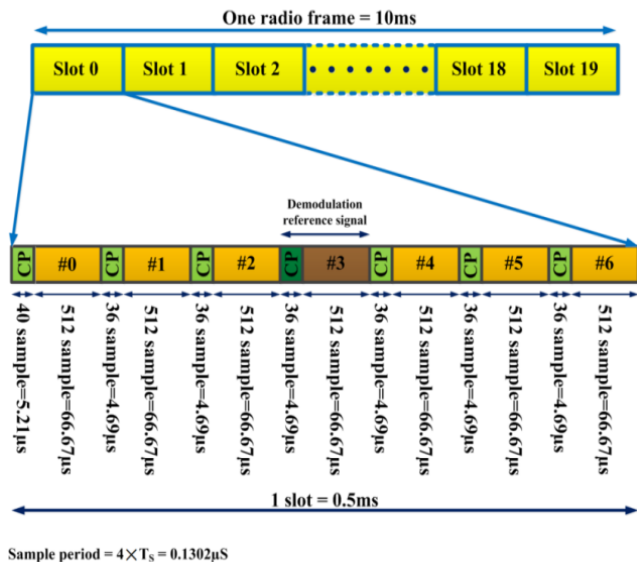 One radio frame = 10ms
Slot 0 Slot 1 Slot 2 Slot 18 Slot 19
Demodulation
reference signal
CP #0 CP #1 CP #2 CP #3 CP #4 CP #5 CP #6
40 sample=5.21µs
512 sample=66.67µs
36 sample=4.69µs
512 sample=66.67µs
36 sample=4.69µs
512 sample=66.67µs
36 sample=4.69µs
512 sample=66.67µs
36 sample=4.69µs
512 sample=66.67µs
36 sample=4.69µs
512 sample=66.67µs
36 sample=4.69µs
512 sample=66.67µs
1 slot = 0.5ms
Sample period = 4×TS = 0.1302µS